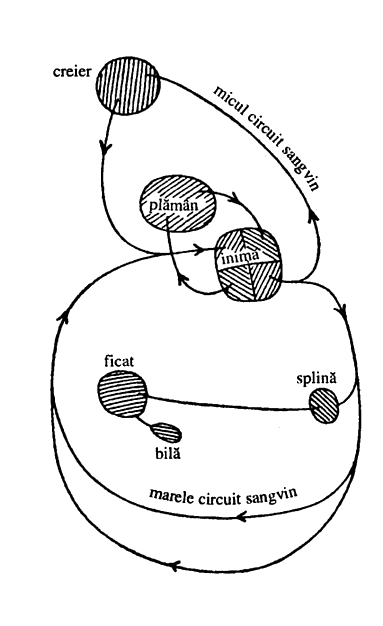 creier
micul circuit sangvin
plămân
inimă
ficat
splină
bilă
marele circuit sangvin